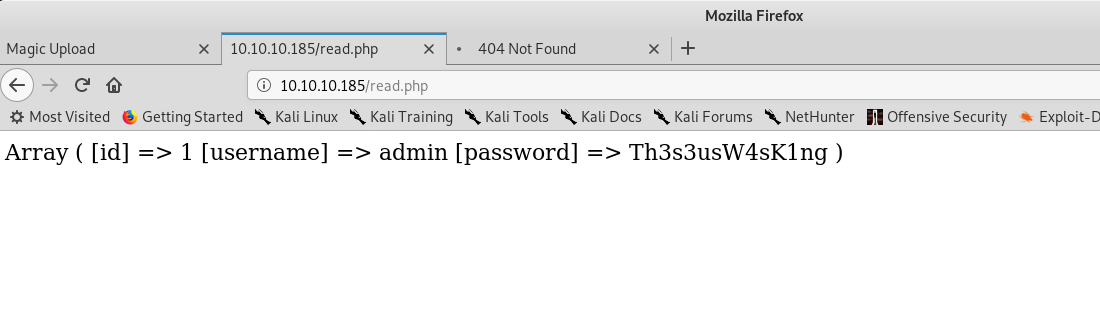 Mozilla Firefox
Magic Upload 10.10.10.185/read.php 404 Not Found
10.10.10.185/read.php
Most Visited Getting Started Kali Linux Kali Training Kali Tools Kali Docs Kali Forums NetHunter Offensive Security Exploit-D
Array ( [id] => 1 [username] => admin [password] => Th3s3usW4sK1ng )